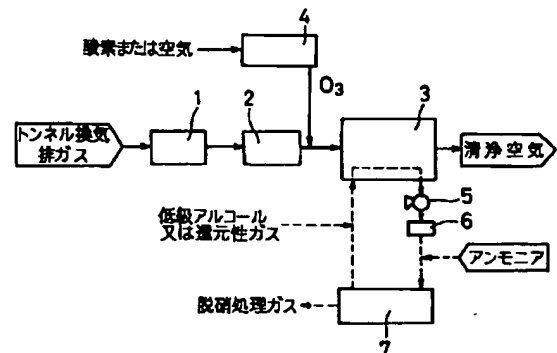 4
酸素または空気
O3
1
2
3
トンネル換気
排ガス
清浄空気
5
6
低級アルコール
又は還元性ガス
アンモニア
脱硝処理ガス
7